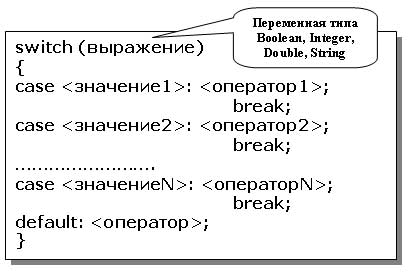 Переменная типа
Boolean, Integer,
Double, String
switch (выражение)
{
case <значение1>: <оператор1>;
break;
case <значение2>: <оператор2>;
break;
…………………….
case <значениеN>: <операторN>;
break;
default: <оператор>;
}